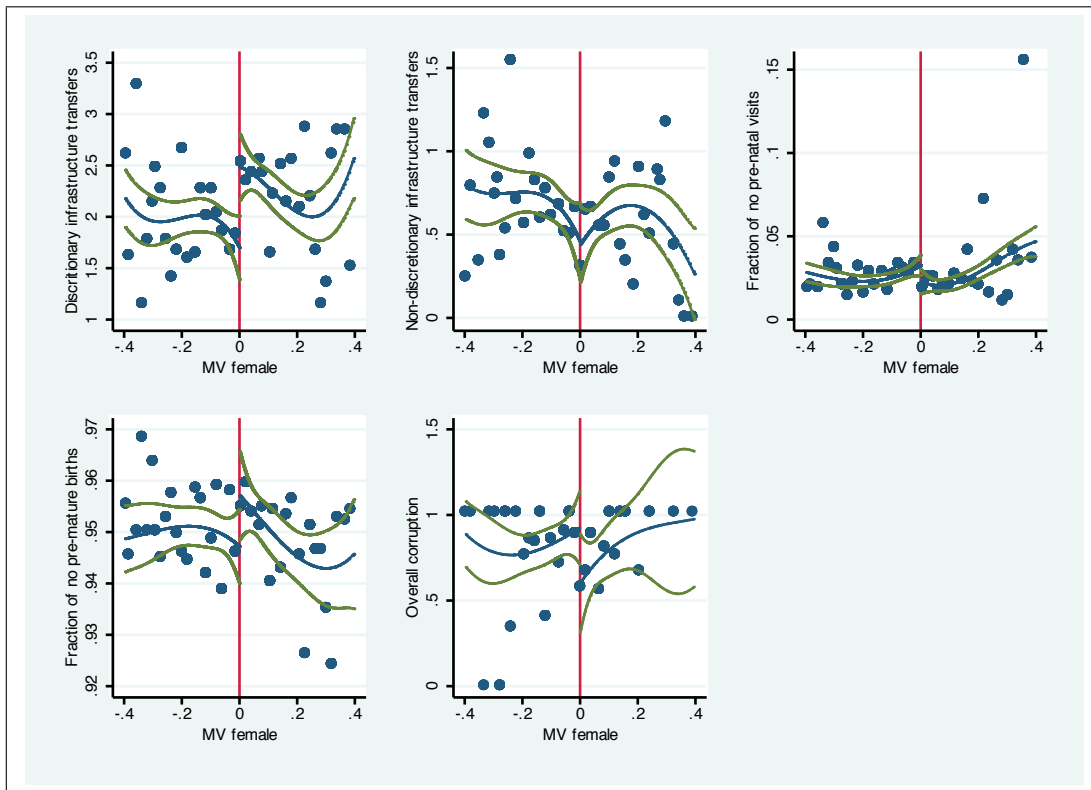 Discritionary infrastructure transfers
1 1.5 2 2.5 3 3.5
-.4 -.2 0 .2 .4
MV female
Non-discretionary infrastructure transfers
0 .5 1 1.5
-.4 -.2 0 .2 .4
MV female
Fraction of no pre-natal visits
0 .05 .1 .15
-.4 -.2 0 .2 .4
MV female
Fraction of no pre-mature births
.92 .93 .94 .95 .96 .97
-.4 -.2 0 .2 .4
MV female
Overall corruption
0 .5 1 1.5
-.4 -.2 0 .2 .4
MV female